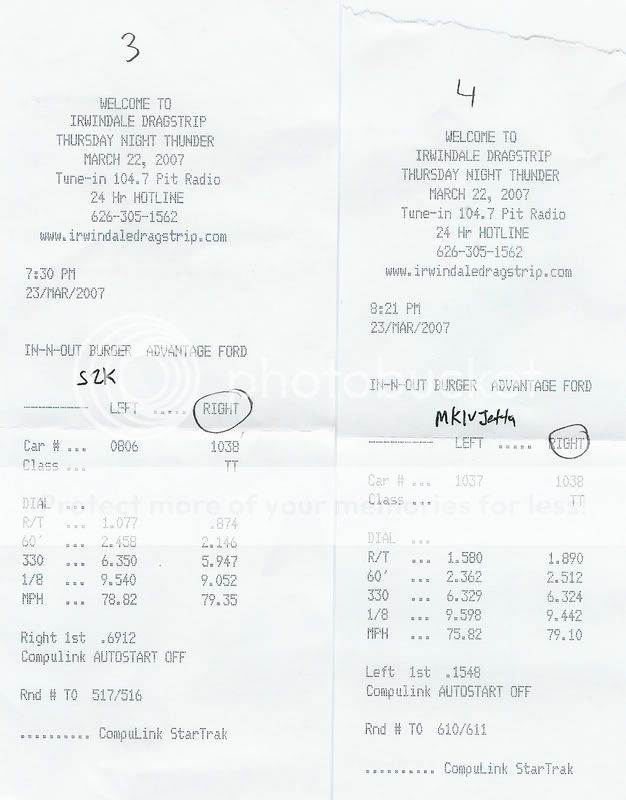 3
WELCOME TO
IRWINDALE DRAGSTRIP
THURSDAY NIGHT THUNDER
MARCH 22, 2007
Tune-in 104.7 Pit Radio
24 Hr HOTLINE
626-305-1562
www.irwindaledragstrip.com
7:30 PM
23/MAR/2007
IN-N-OUT BURGER ADVANTAGE FORD
S2K
---------- LEFT ..... RIGHT
Car # ... 0806 1038
Class ... TT
DIAL ...
R/T ... 1.077 .874
60' ... 2.458 2.146
330 ... 6.350 5.947
1/8 ... 9.540 9.052
MPH ... 78.82 79.35
Right 1st .6912
Compulink AUTOSTART OFF
Rnd # TO 517/516
.......... CompuLink StarTrak
4
WELCOME TO
IRWINDALE DRAGSTRIP
THURSDAY NIGHT THUNDER
MARCH 22, 2007
Tune-in 104.7 Pit Radio
24 Hr HOTLINE
626-305-1562
www.irwindaledragstrip.com
8:21 PM
23/MAR/2007
IN-N-OUT BURGER ADVANTAGE FORD
MKIV Jetta
---------- LEFT ..... RIGHT
Car # ... 1037 1038
Class ... TT
DIAL ...
R/T ... 1.580 1.890
60' ... 2.362 2.512
330 ... 6.329 6.324
1/8 ... 9.598 9.442
MPH ... 75.82 79.10
Left 1st .1548
Compulink AUTOSTART OFF
Rnd # TO 610/611
.......... CompuLink StarTrak
photobucket
Protect more of your memories for less!